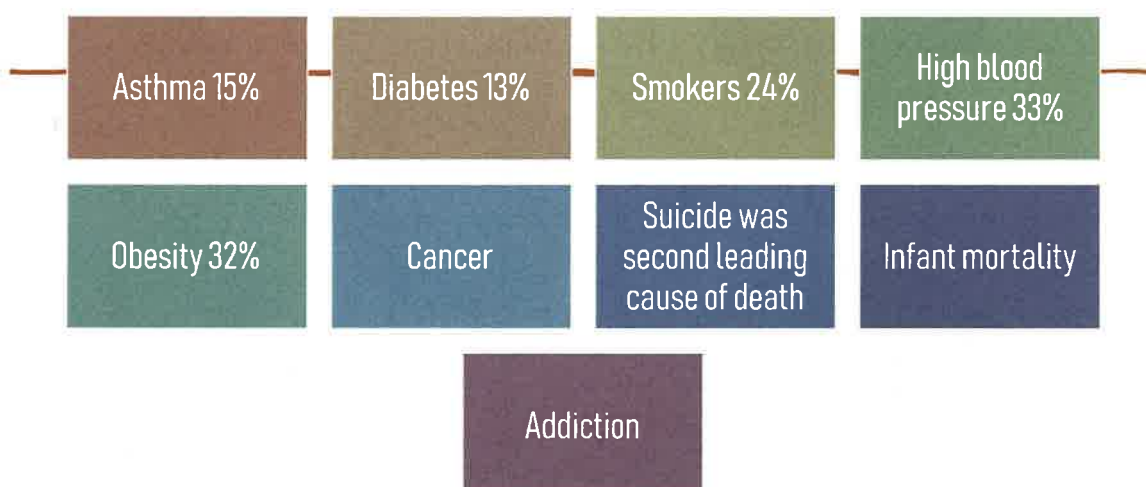 Asthma 15%
Diabetes 13%
Smokers 24%
High blood
pressure 33%
Obesity 32%
Cancer
Suicide was
second leading
cause of death
Infant mortality
Addiction